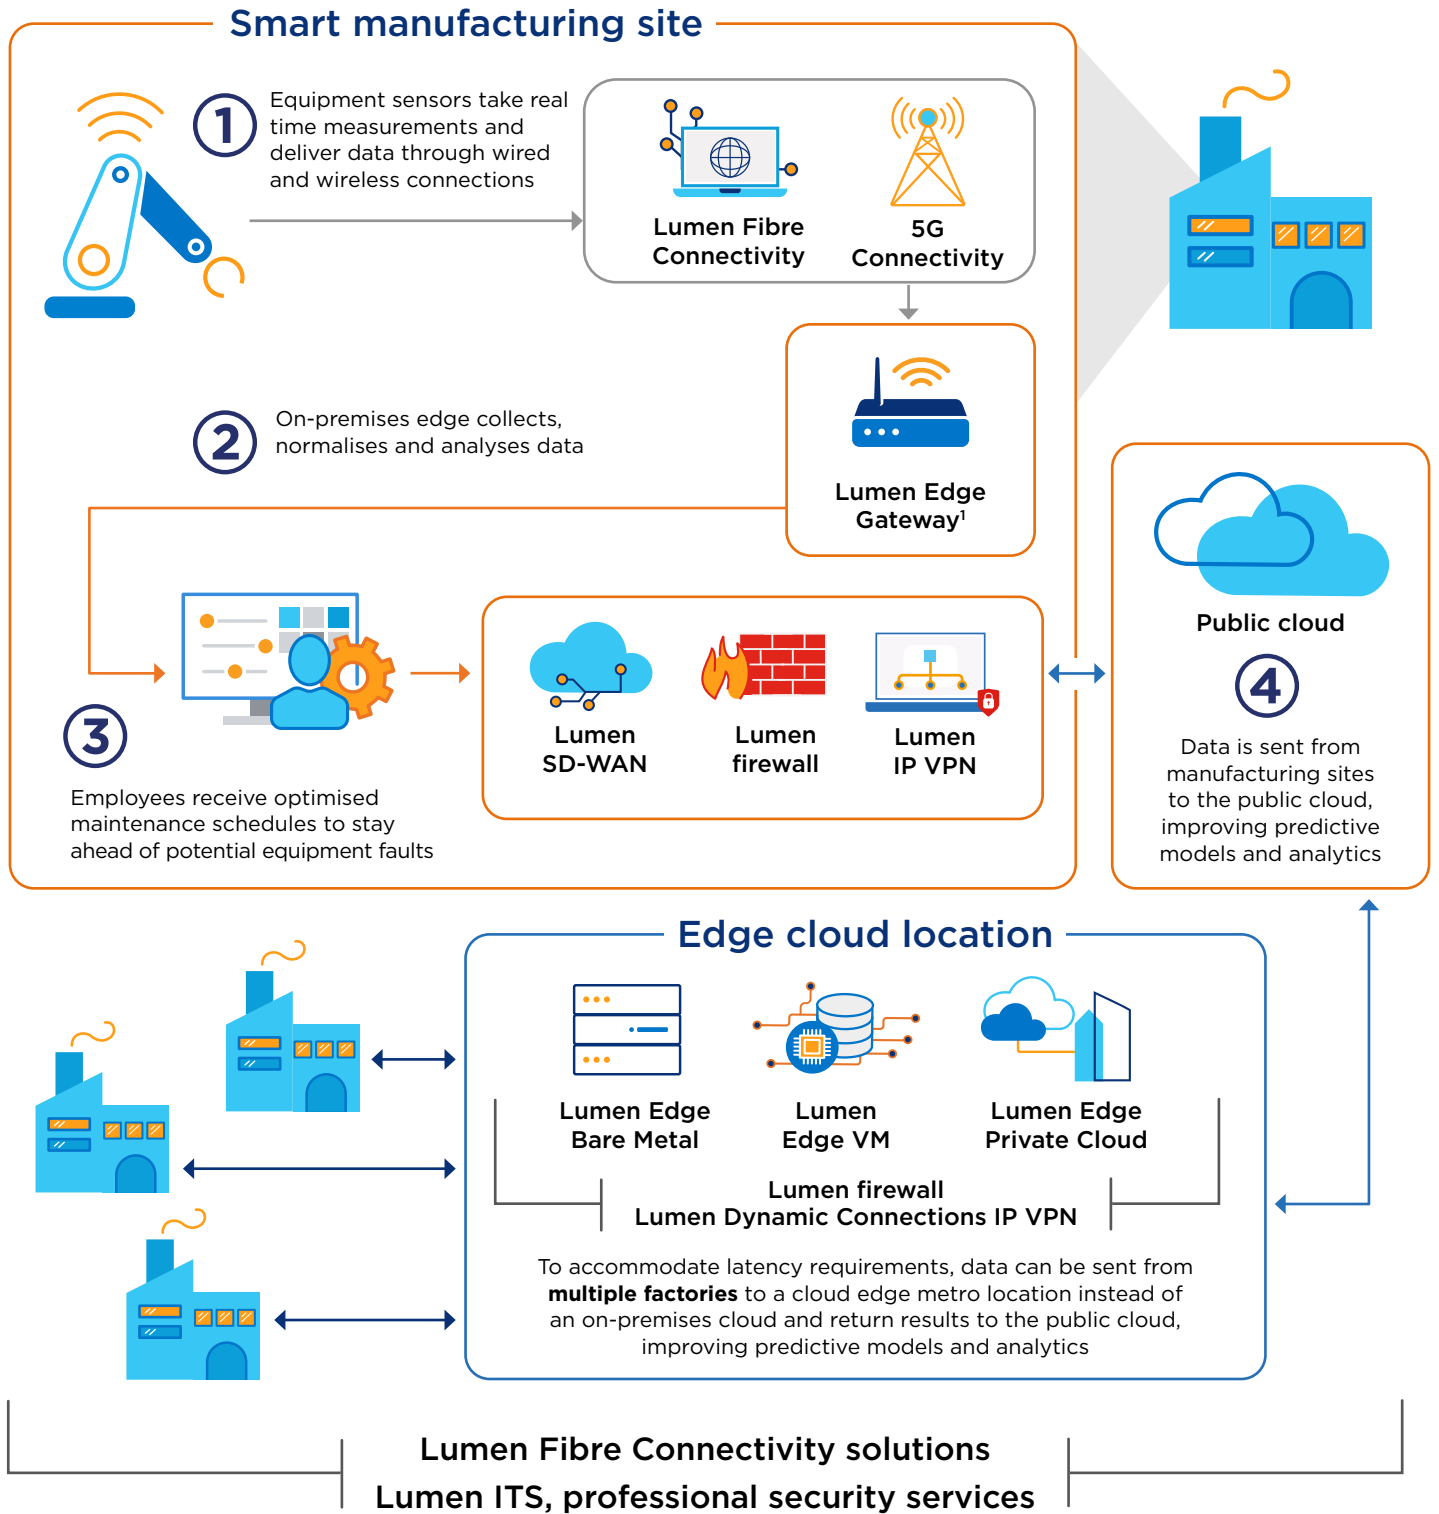 Smart manufacturing site
1
Equipment sensors take real
time measurements and
deliver data through wired
and wireless connections
Lumen Fibre
Connectivity
5G
Connectivity
2
On-premises edge collects,
normalises and analyses data
Lumen Edge
Gateway¹
3
Employees receive optimised
maintenance schedules to stay
ahead of potential equipment faults
Lumen
SD-WAN
Lumen
firewall
Lumen
IP VPN
Public cloud
4
Data is sent from
manufacturing sites
to the public cloud,
improving predictive
models and analytics
Edge cloud location
Lumen Edge
Bare Metal
Lumen
Edge VM
Lumen Edge
Private Cloud
Lumen firewall
Lumen Dynamic Connections IP VPN
To accommodate latency requirements, data can be sent from
multiple factories to a cloud edge metro location instead of
an on-premises cloud and return results to the public cloud,
improving predictive models and analytics
Lumen Fibre Connectivity solutions
Lumen ITS, professional security services